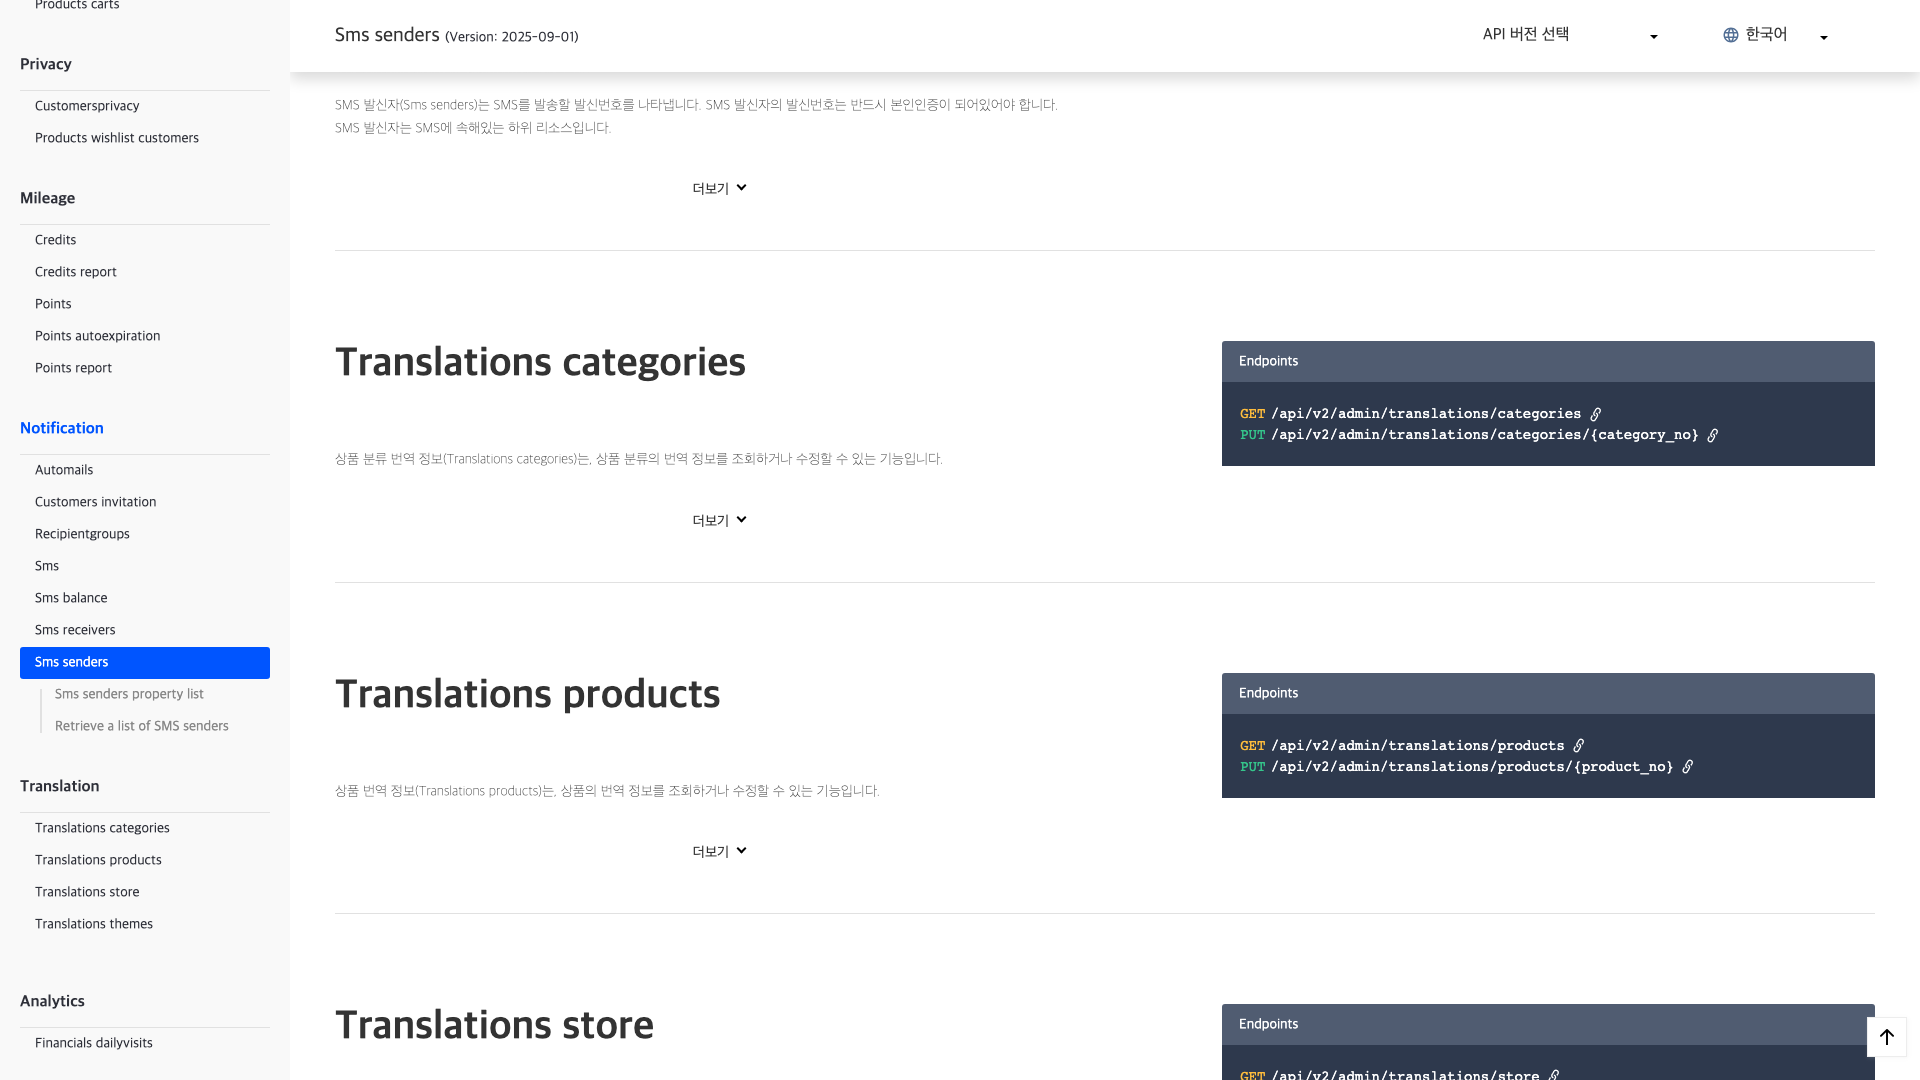 Products carts
Privacy
Customersprivacy
Products wishlist customers
Mileage
Credits
Credits report
Points
Points autoexpiration
Points report
Notification
Automails
Customers invitation
Recipientgroups
Sms
Sms balance
Sms receivers
Sms senders
Sms senders property list
Retrieve a list of SMS senders
Translation
Translations categories
Translations products
Translations store
Translations themes
Analytics
Financials dailyvisits
Sms senders (Version: 2025-09-01)
API 버전 선택
한국어
SMS 발신자(Sms senders)는 SMS를 발송할 발신번호를 나타냅니다. SMS 발신자의 발신번호는 반드시 본인인증이 되어있어야 합니다.
SMS 발신자는 SMS에 속해있는 하위 리소스입니다.
더보기
Translations categories
상품 분류 번역 정보(Translations categories)는, 상품 분류의 번역 정보를 조회하거나 수정할 수 있는 기능입니다.
더보기
Endpoints
GET /api/v2/admin/translations/categories
PUT /api/v2/admin/translations/categories/{category_no}
Translations products
상품 번역 정보(Translations products)는, 상품의 번역 정보를 조회하거나 수정할 수 있는 기능입니다.
더보기
Endpoints
GET /api/v2/admin/translations/products
PUT /api/v2/admin/translations/products/{product_no}
Translations store
Endpoints
GET /api/v2/admin/translations/store